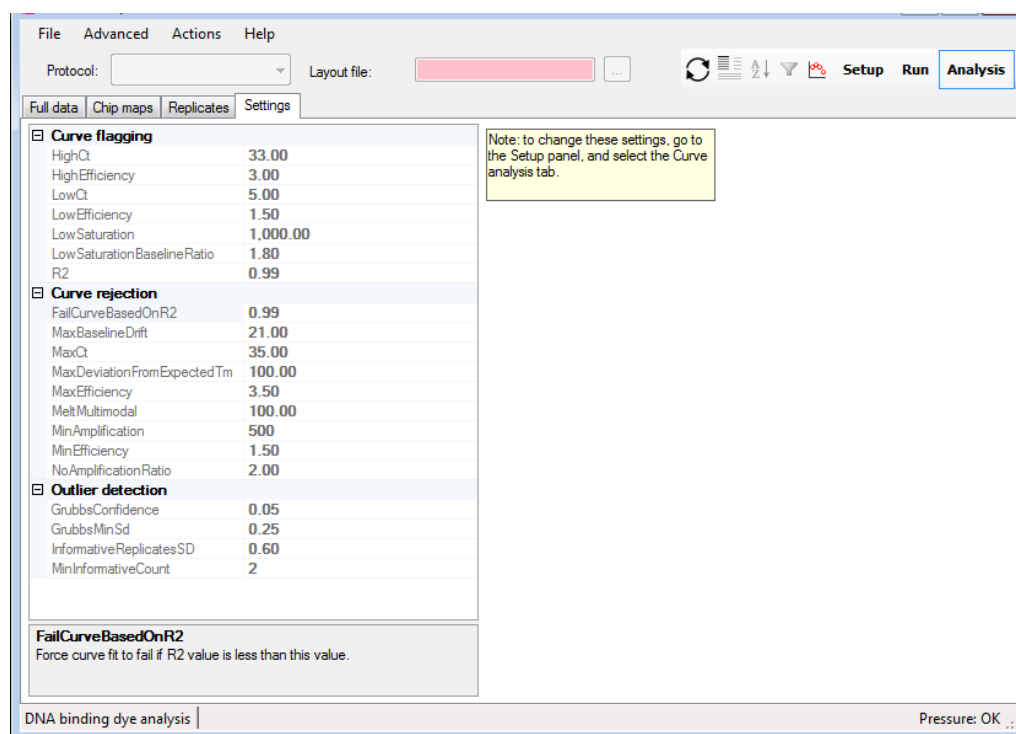 File Advanced Actions Help
Protocol: Layout file: ... Setup Run Analysis
Full data Chip maps Replicates Settings
Curve flagging
HighCt 33.00
HighEfficiency 3.00
LowCt 5.00
LowEfficiency 1.50
LowSaturation 1,000.00
LowSaturationBaselineRatio 1.80
R2 0.99
Curve rejection
FailCurveBasedOnR2 0.99
MaxBaselineDrift 21.00
MaxCt 35.00
MaxDeviationFromExpectedTm 100.00
MaxEfficiency 3.50
MeltMultimodal 100.00
MinAmplification 500
MinEfficiency 1.50
NoAmplificationRatio 2.00
Outlier detection
GrubbsConfidence 0.05
GrubbsMinSd 0.25
InformativeReplicatesSD 0.60
MinInformativeCount 2
FailCurveBasedOnR2
Force curve fit to fail if R2 value is less than this value.
Note: to change these settings, go to
the Setup panel, and select the Curve
analysis tab.
DNA binding dye analysis Pressure: OK